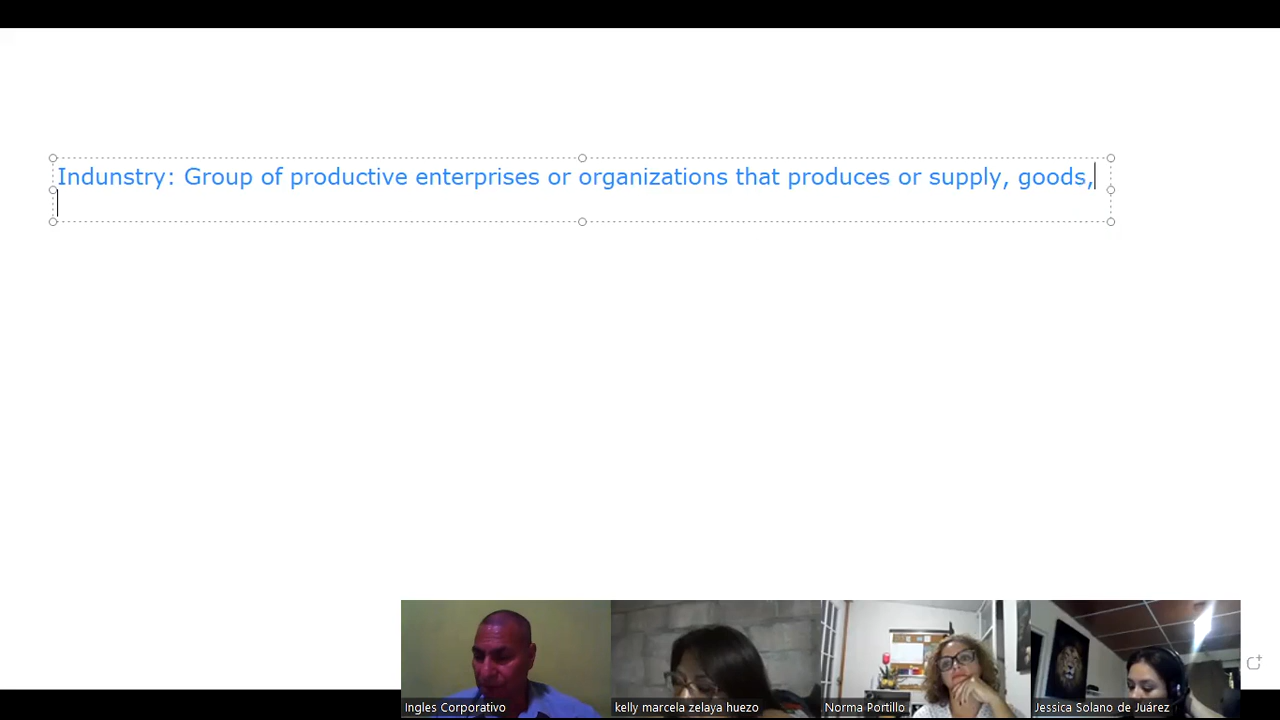 Indunstry: Group of productive enterprises or organizations that produces or supply, goods,
Ingles Corporativo
kelly marcela zelaya huezo
Norma Portillo
Jessica Solano de Juárez